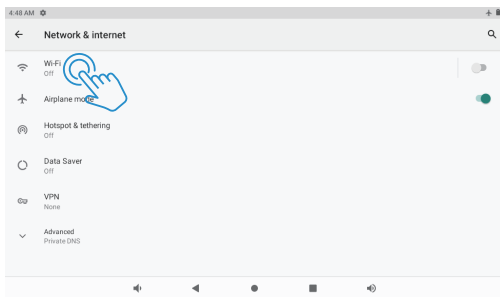 4:48 AM
Network & internet
Wi-Fi
Off
Airplane mode
Hotspot & tethering
Off
Data Saver
Off
VPN
None
Advanced
Private DNS